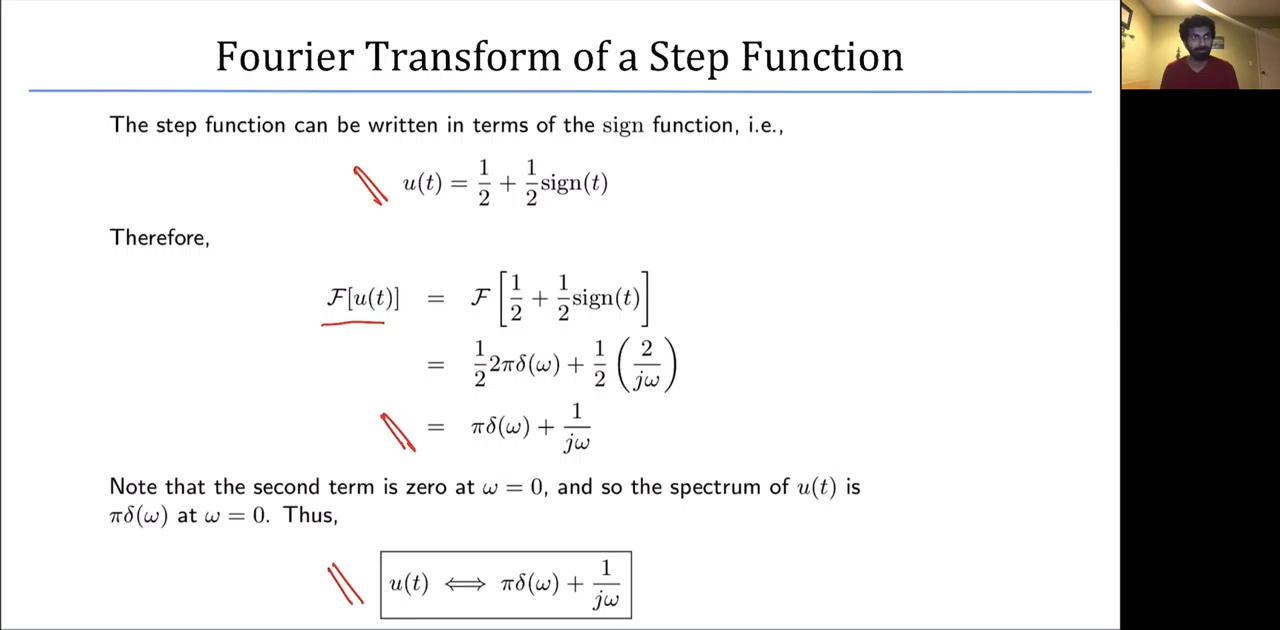 Fourier Transform of a Step Function
The step function can be written in terms of the sign function, i.e.,
u(t) = 1/2 + 1/2 sign(t)
Therefore,
F[u(t)] = F[1/2 + 1/2 sign(t)]
= 1/2 2πδ(ω) + 1/2 (2/jω)
= πδ(ω) + 1/jω
Note that the second term is zero at ω = 0, and so the spectrum of u(t) is
πδ(ω) at ω = 0. Thus,
u(t) ⟺ πδ(ω) + 1/jω